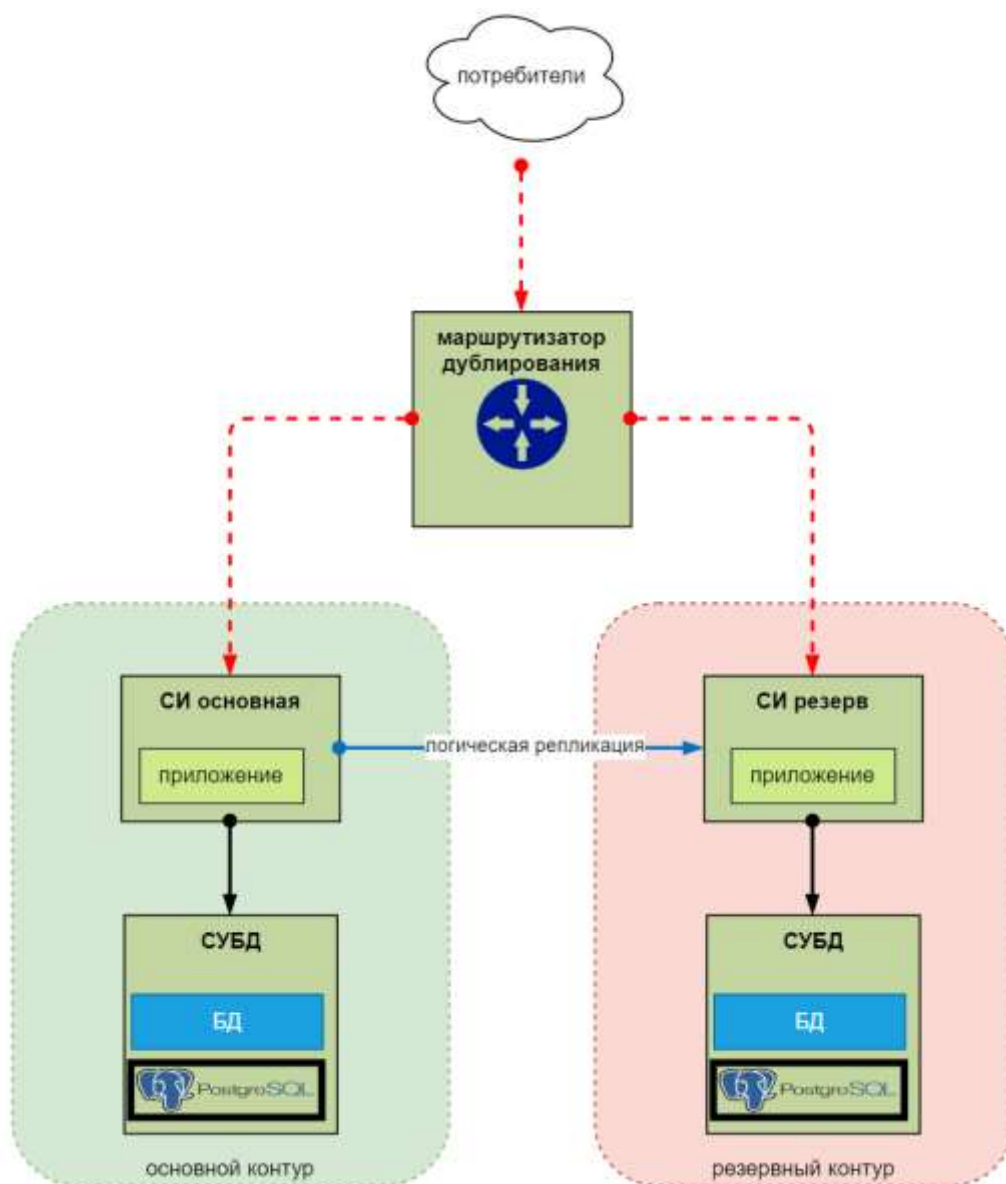 потребители
маршрутизатор
дублирования
СИ основная
приложение
логическая репликация
СИ резерв
приложение
СУБД
БД
PostgreSQL
основной контур
СУБД
БД
PostgreSQL
резервный контур